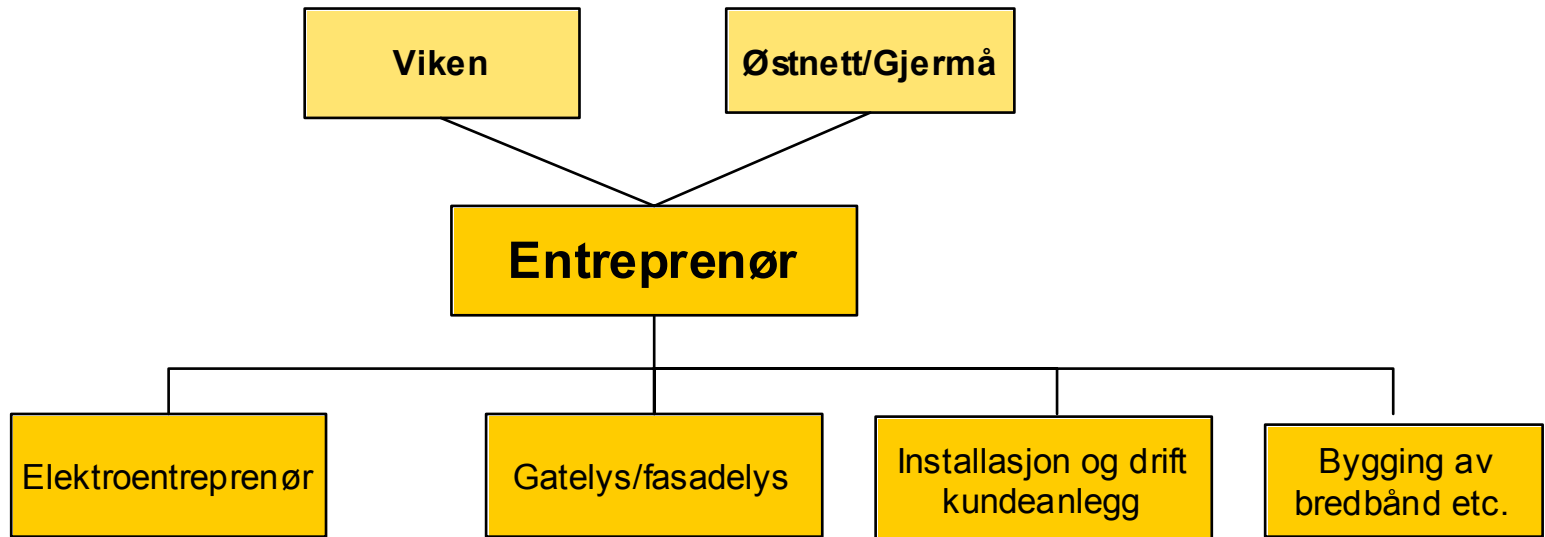 Viken
Østnett/Gjermå
Entreprenør
Elektroentreprenør
Gatelys/fasadelys
Installasjon og drift
kundeanlegg
Bygging av
bredbånd etc.